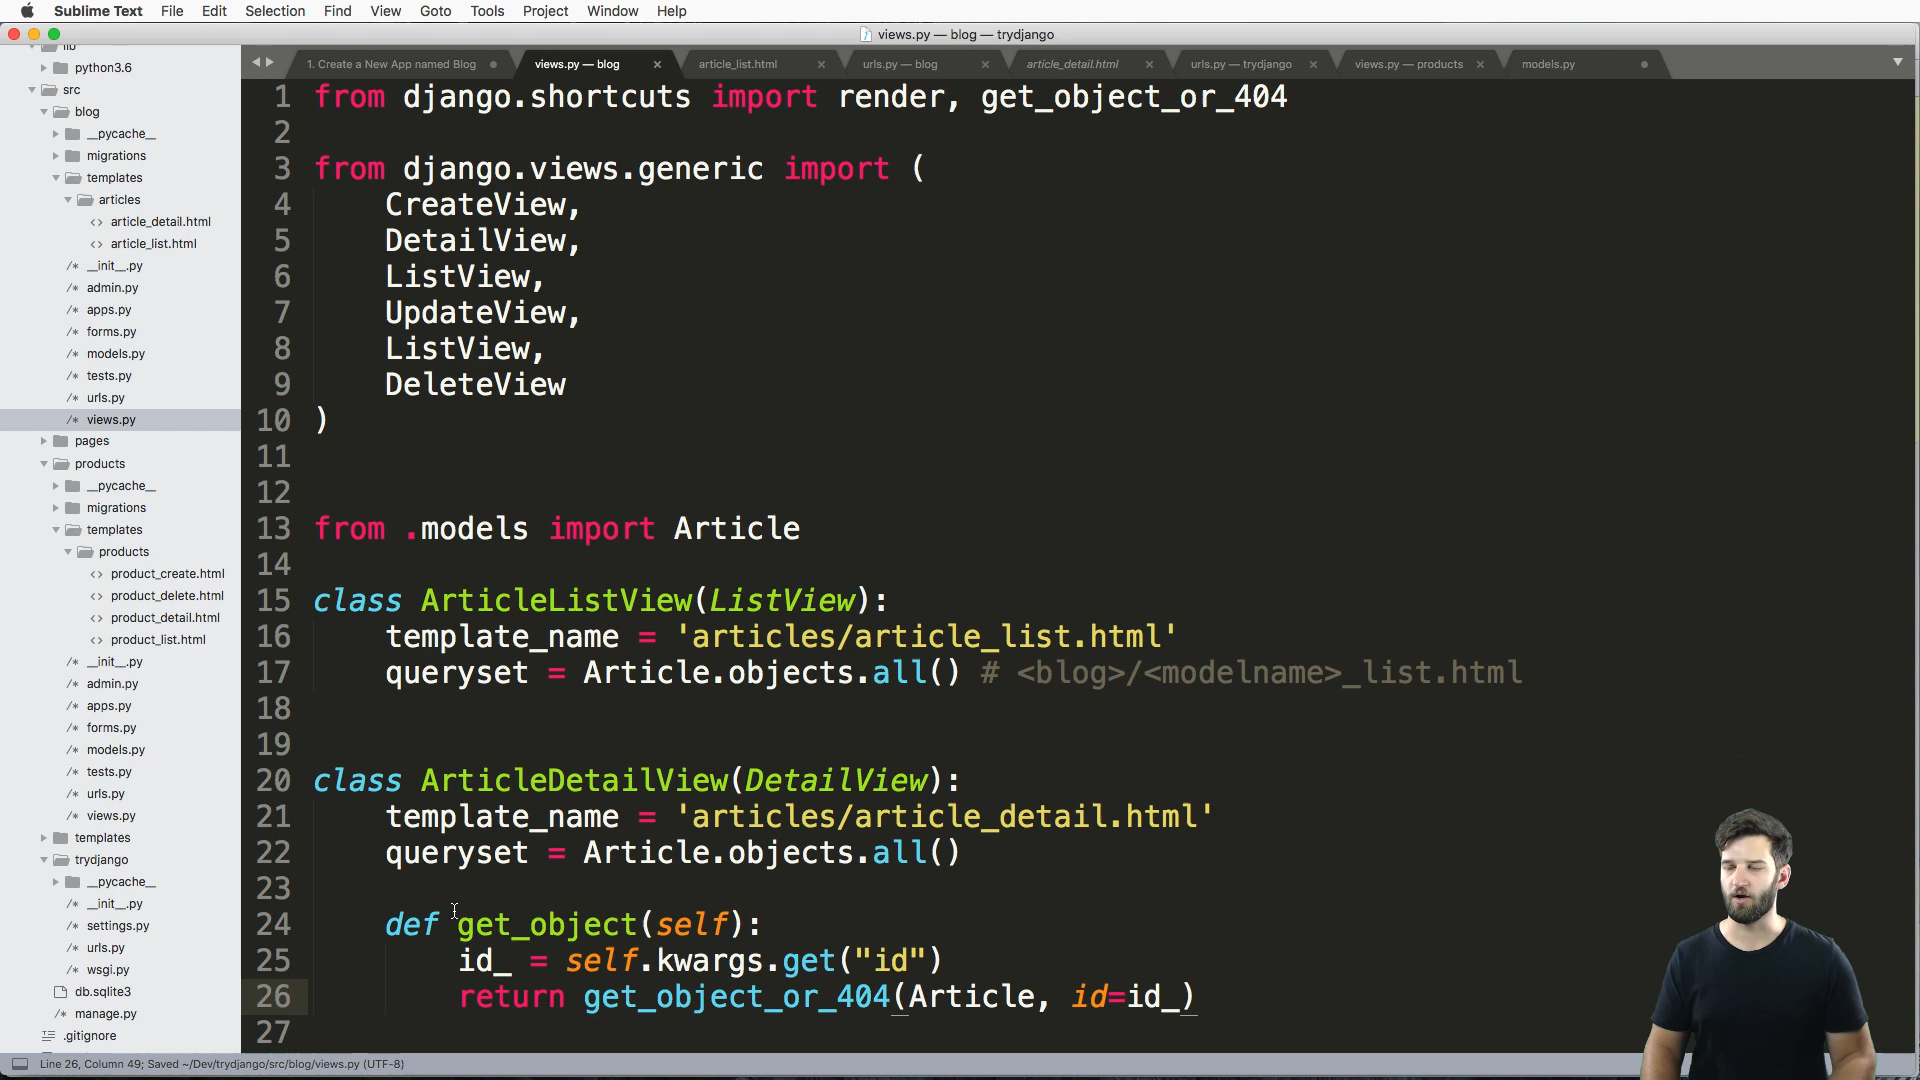 Sublime Text File Edit Selection Find View Goto Tools Project Window Help
views.py — blog — trydjango
1. Create a New App named Blog
views.py — blog
article_list.html
urls.py — blog
article_detail.html
urls.py — trydjango
views.py — products
models.py
lib
python3.6
src
blog
__pycache__
migrations
templates
articles
article_detail.html
article_list.html
__init__.py
admin.py
apps.py
forms.py
models.py
tests.py
urls.py
views.py
pages
products
__pycache__
migrations
templates
products
product_create.html
product_delete.html
product_detail.html
product_list.html
__init__.py
admin.py
apps.py
forms.py
models.py
tests.py
urls.py
views.py
templates
trydjango
__pycache__
__init__.py
settings.py
urls.py
wsgi.py
db.sqlite3
manage.py
.gitignore
1 from django.shortcuts import render, get_object_or_404
2
3 from django.views.generic import (
4     CreateView,
5     DetailView,
6     ListView,
7     UpdateView,
8     ListView,
9     DeleteView
10 )
11
12
13 from .models import Article
14
15 class ArticleListView(ListView):
16     template_name = 'articles/article_list.html'
17     queryset = Article.objects.all() # <blog>/<modelname>_list.html
18
19
20 class ArticleDetailView(DetailView):
21     template_name = 'articles/article_detail.html'
22     queryset = Article.objects.all()
23
24     def get_object(self):
25         id_ = self.kwargs.get("id")
26         return get_object_or_404(Article, id=id_)
27
Line 26, Column 49; Saved ~/Dev/trydjango/src/blog/views.py (UTF-8)